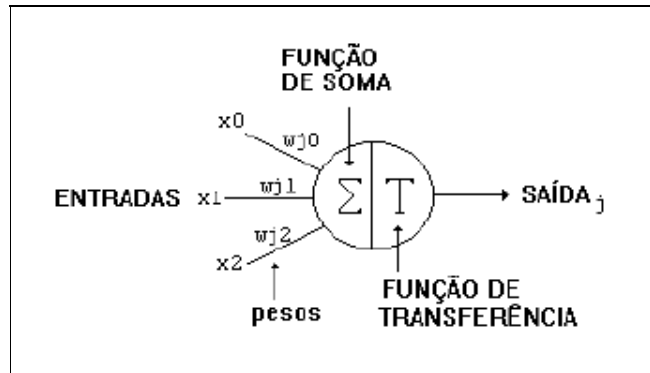 FUNÇÃO
DE SOMA
x0
wj0
ENTRADAS x1
wj1
Σ T
SAÍDA j
wj2
x2
pesos
FUNÇÃO DE
TRANSFERÊNCIA